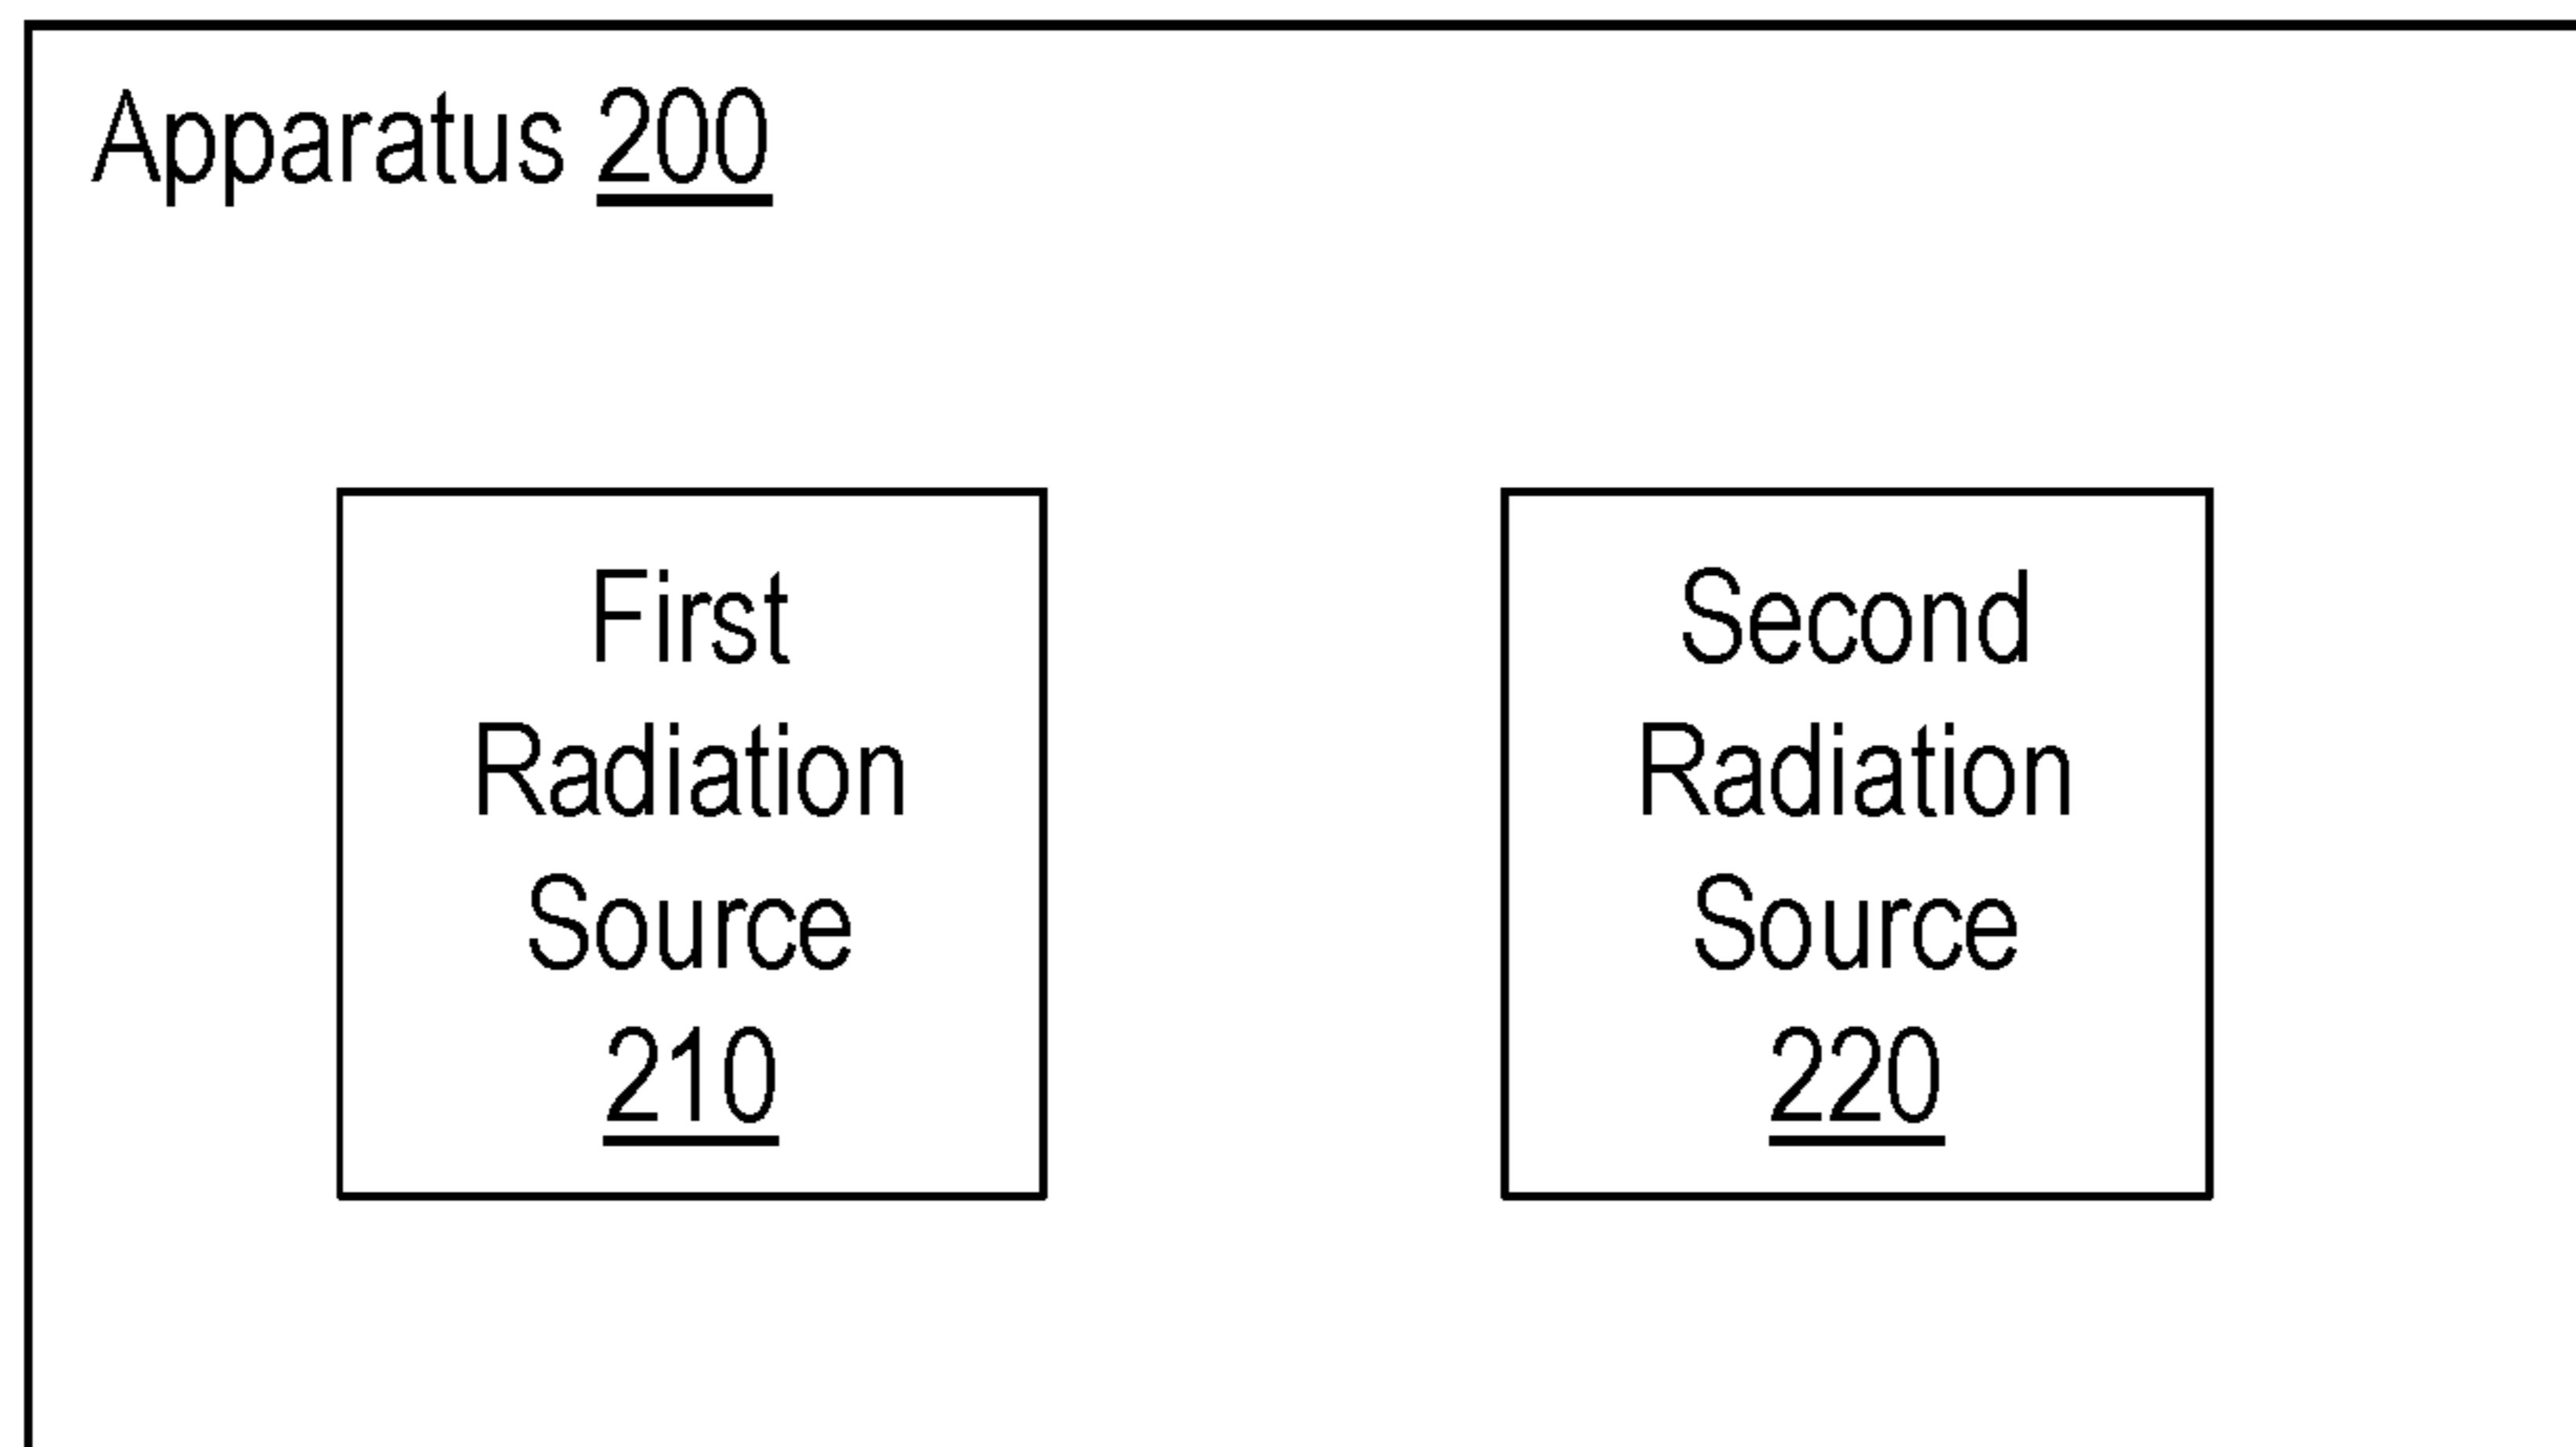 Apparatus 200
First
Radiation
Source
210
Second
Radiation
Source
220